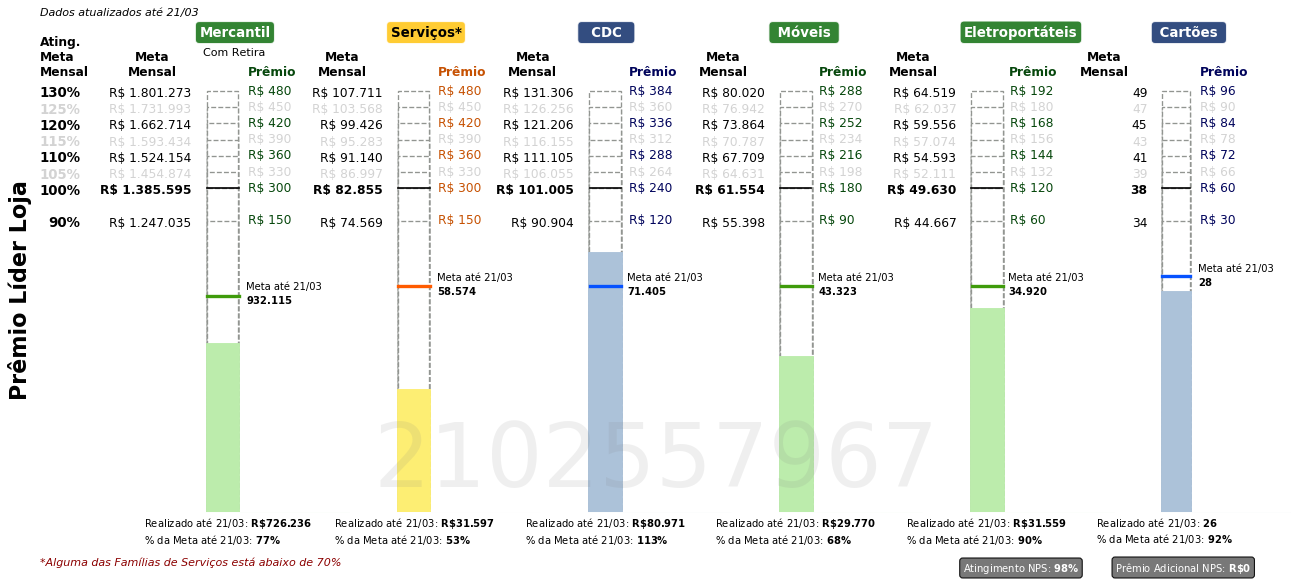 Dados atualizados até 21/03
Mercantil Serviços* CDC Móveis Eletroportáteis Cartões
Com Retira
Ating. Meta Mensal
Meta Mensal Prêmio Meta Mensal Prêmio Meta Mensal Prêmio Meta Mensal Prêmio Meta Mensal Prêmio Meta Mensal Prêmio
130% R$ 1.801.273 R$ 480 R$ 107.711 R$ 480 R$ 131.306 R$ 384 R$ 80.020 R$ 288 R$ 64.519 R$ 192 49 R$ 96
125% R$ 1.731.993 R$ 450 R$ 103.568 R$ 450 R$ 126.256 R$ 360 R$ 76.942 R$ 270 R$ 62.037 R$ 180 47 R$ 90
120% R$ 1.662.714 R$ 420 R$ 99.426 R$ 420 R$ 121.206 R$ 336 R$ 73.864 R$ 252 R$ 59.556 R$ 168 45 R$ 84
115% R$ 1.593.434 R$ 390 R$ 95.283 R$ 390 R$ 116.155 R$ 312 R$ 70.787 R$ 234 R$ 57.074 R$ 156 43 R$ 78
110% R$ 1.524.154 R$ 360 R$ 91.140 R$ 360 R$ 111.105 R$ 288 R$ 67.709 R$ 216 R$ 54.593 R$ 144 41 R$ 72
105% R$ 1.454.874 R$ 330 R$ 86.997 R$ 330 R$ 106.055 R$ 264 R$ 64.631 R$ 198 R$ 52.111 R$ 132 39 R$ 66
100% R$ 1.385.595 R$ 300 R$ 82.855 R$ 300 R$ 101.005 R$ 240 R$ 61.554 R$ 180 R$ 49.630 R$ 120 38 R$ 60
90% R$ 1.247.035 R$ 150 R$ 74.569 R$ 150 R$ 90.904 R$ 120 R$ 55.398 R$ 90 R$ 44.667 R$ 60 34 R$ 30
Prêmio Líder Loja
Meta até 21/03
932.115
Meta até 21/03
58.574
Meta até 21/03
71.405
Meta até 21/03
43.323
Meta até 21/03
34.920
Meta até 21/03
28
2102557967
Realizado até 21/03: R$726.236
% da Meta até 21/03: 77%
Realizado até 21/03: R$31.597
% da Meta até 21/03: 53%
Realizado até 21/03: R$80.971
% da Meta até 21/03: 113%
Realizado até 21/03: R$29.770
% da Meta até 21/03: 68%
Realizado até 21/03: R$31.559
% da Meta até 21/03: 90%
Realizado até 21/03: 26
% da Meta até 21/03: 92%
*Alguma das Famílias de Serviços está abaixo de 70%
Atingimento NPS: 98%
Prêmio Adicional NPS: R$0